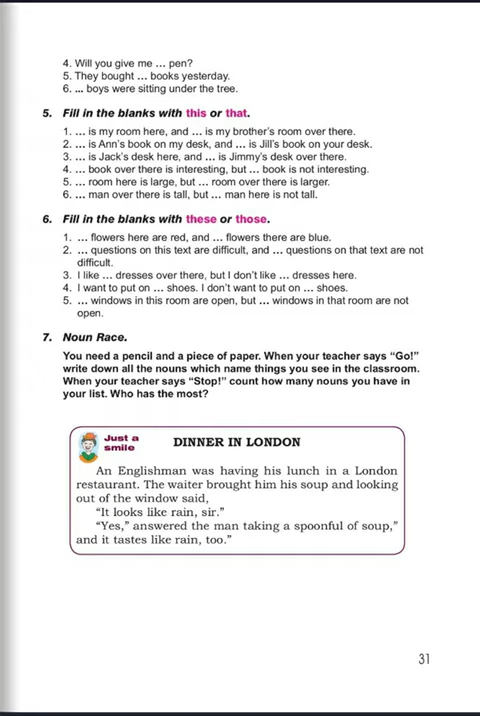 4. Will you give me ... pen?
5. They bought ... books yesterday.
6. ... boys were sitting under the tree.
5. Fill in the blanks with this or that.
1. ... is my room here, and ... is my brother's room over there.
2. ... is Ann's book on my desk, and ... is Jill's book on your desk.
3. ... is Jack's desk here, and ... is Jimmy's desk over there.
4. ... book over there is interesting, but ... book is not interesting.
5. ... room here is large, but ... room over there is larger.
6. ... man over there is tall, but ... man here is not tall.
6. Fill in the blanks with these or those.
1. ... flowers here are red, and ... flowers there are blue.
2. ... questions on this text are difficult, and ... questions on that text are not
difficult.
3. I like ... dresses over there, but I don't like ... dresses here.
4. I want to put on ... shoes. I don't want to put on ... shoes.
5. ... windows in this room are open, but ... windows in that room are not
open.
7. Noun Race.
You need a pencil and a piece of paper. When your teacher says “Go!”
write down all the nouns which name things you see in the classroom.
When your teacher says “Stop!” count how many nouns you have in
your list. Who has the most?
Just a
smile
DINNER IN LONDON
An Englishman was having his lunch in a London
restaurant. The waiter brought him his soup and looking
out of the window said,
“It looks like rain, sir.”
“Yes,” answered the man taking a spoonful of soup,”
and it tastes like rain, too.”
31